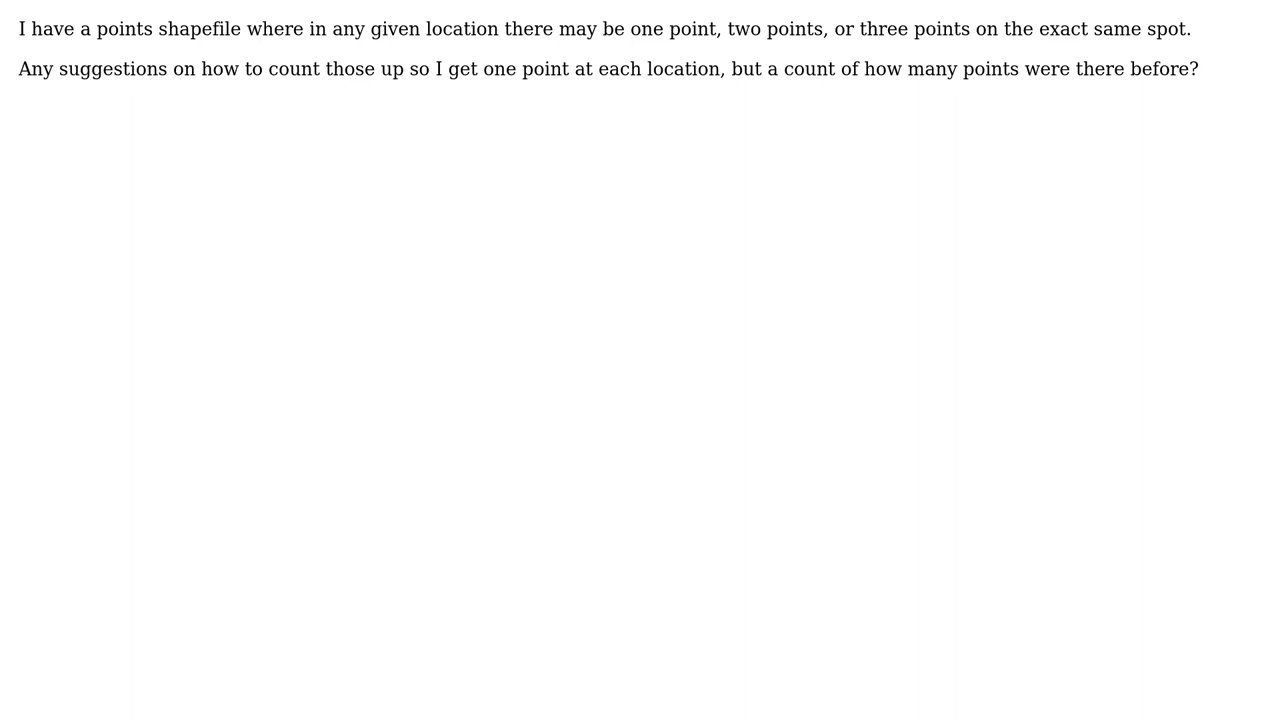 I have a points shapefile where in any given location there may be one point, two points, or three points on the exact same spot.
Any suggestions on how to count those up so I get one point at each location, but a count of how many points were there before?